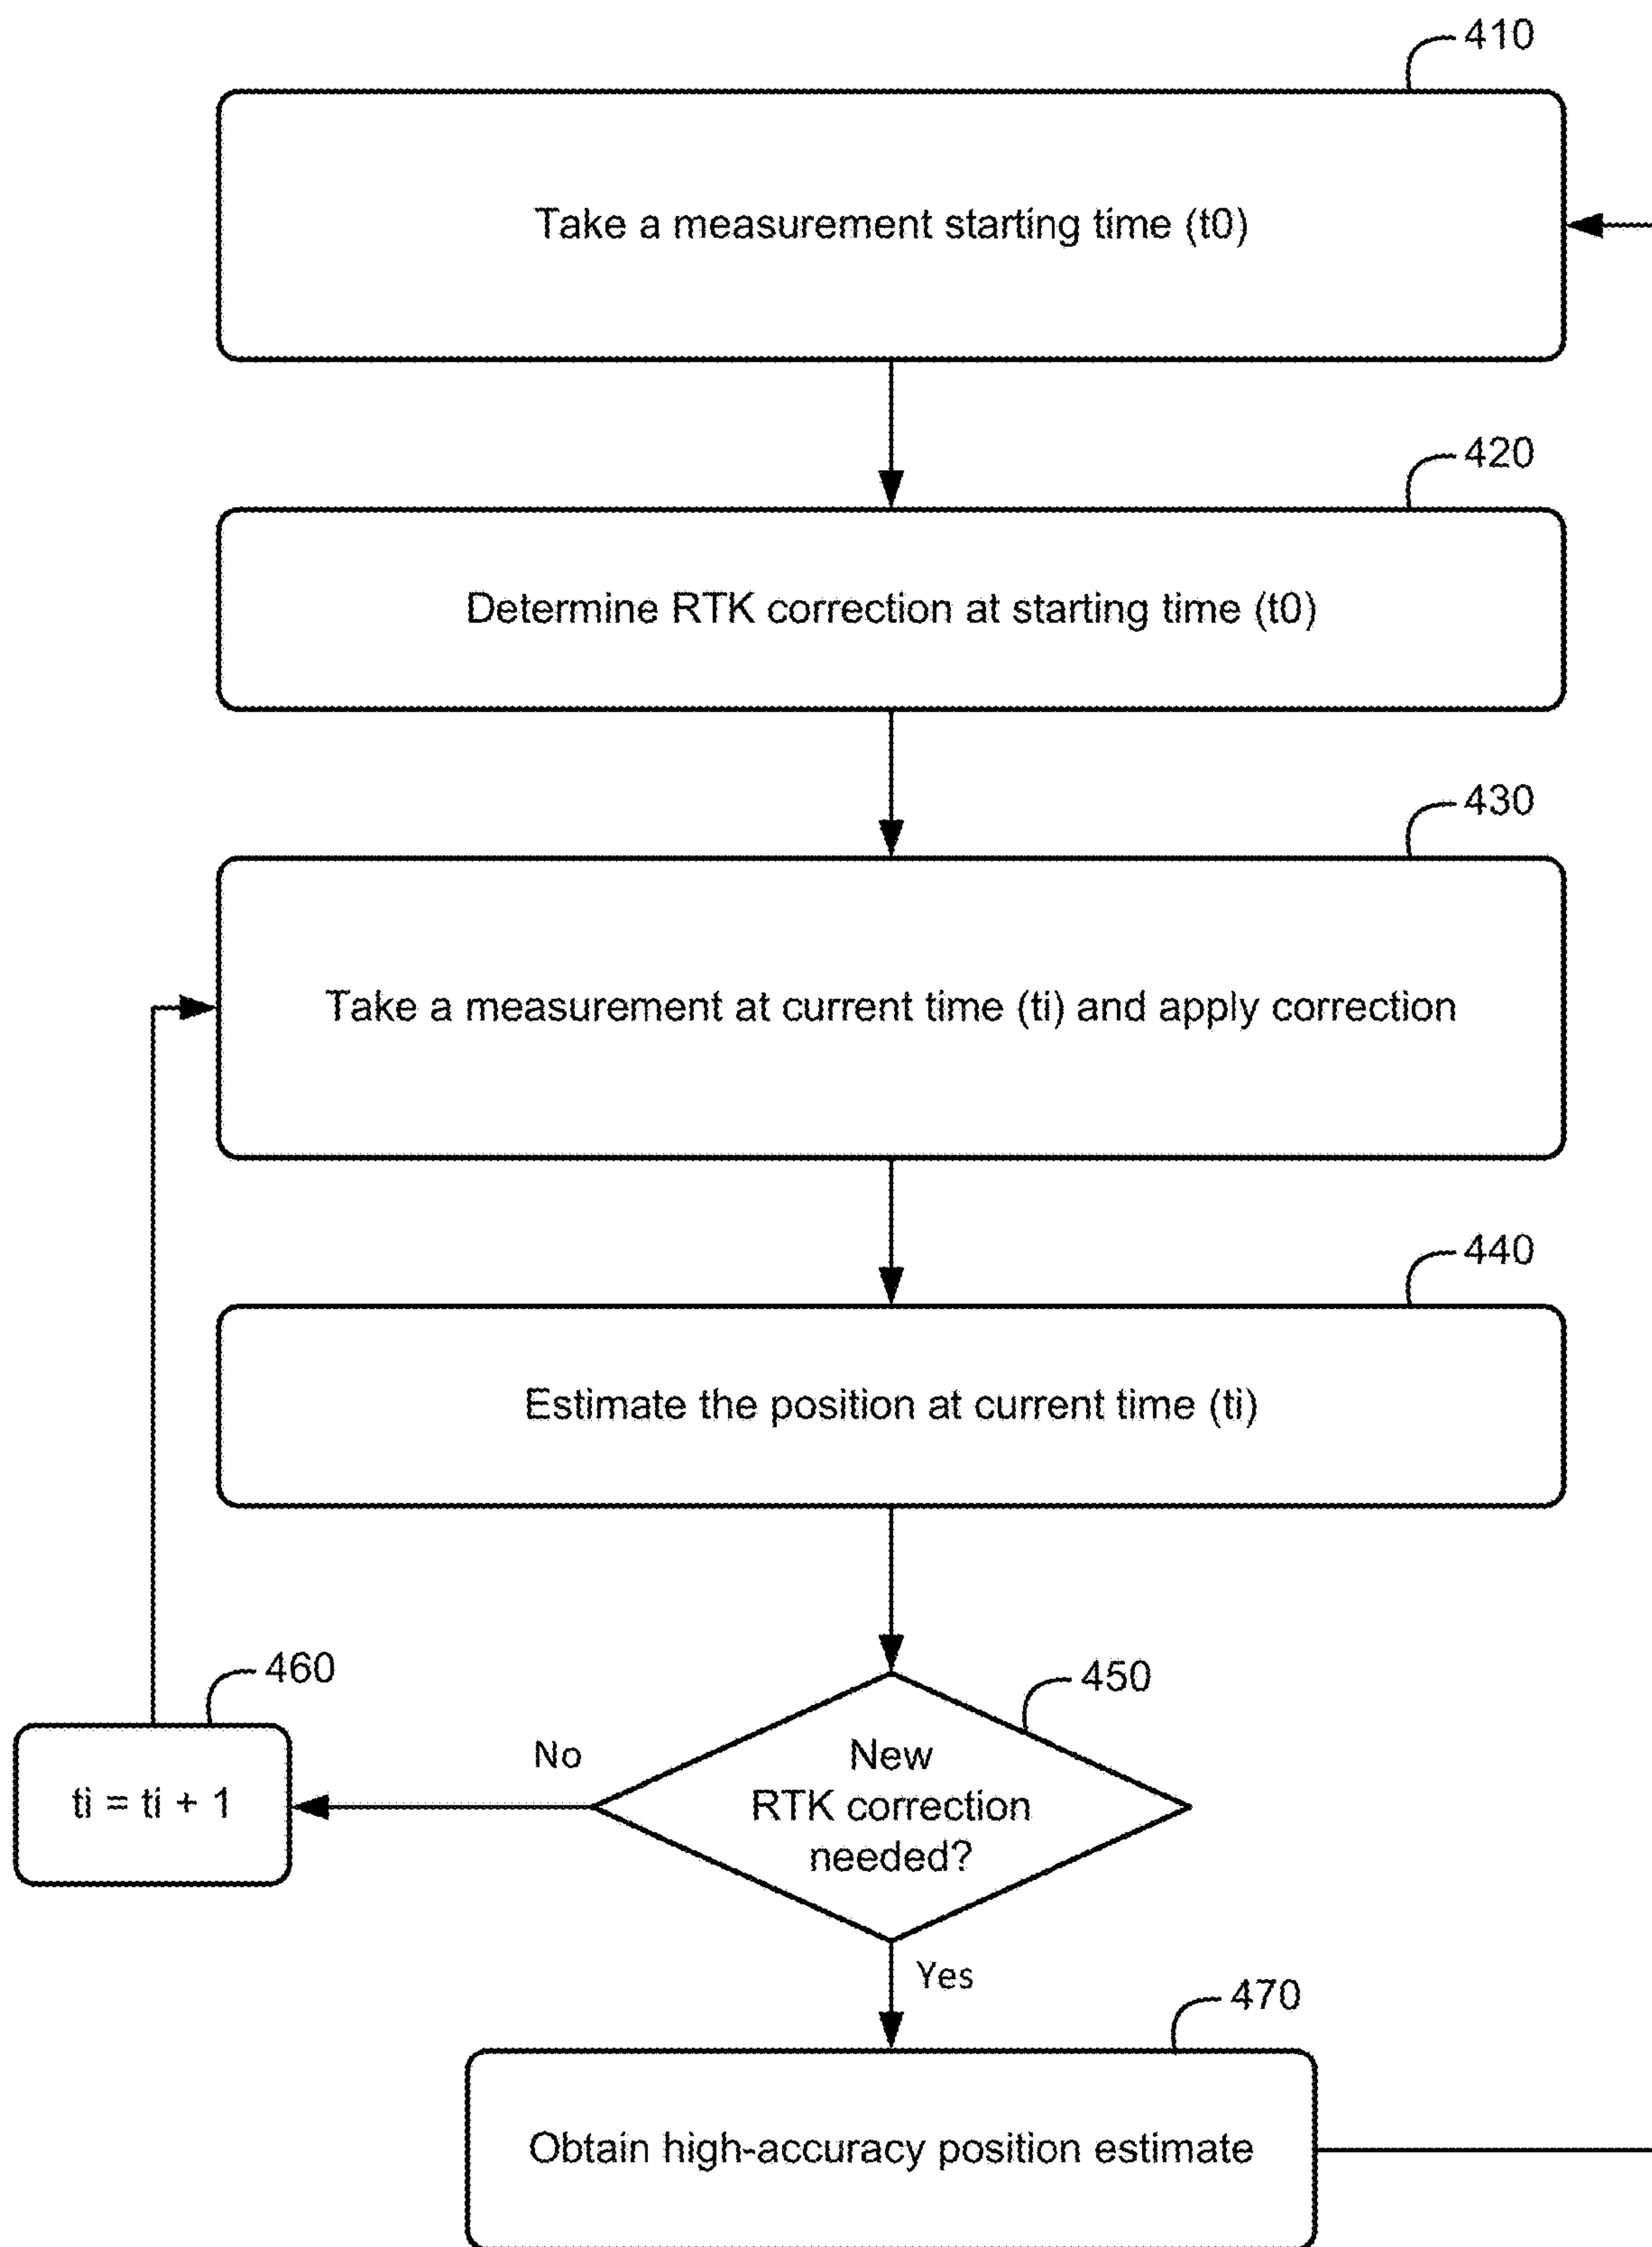 410
Take a measurement starting time (t0)
420
Determine RTK correction at starting time (t0)
430
Take a measurement at current time (ti) and apply correction
440
Estimate the position at current time (ti)
460
450
No
New
RTK correction
needed?
ti = ti + 1
Yes
470
Obtain high-accuracy position estimate